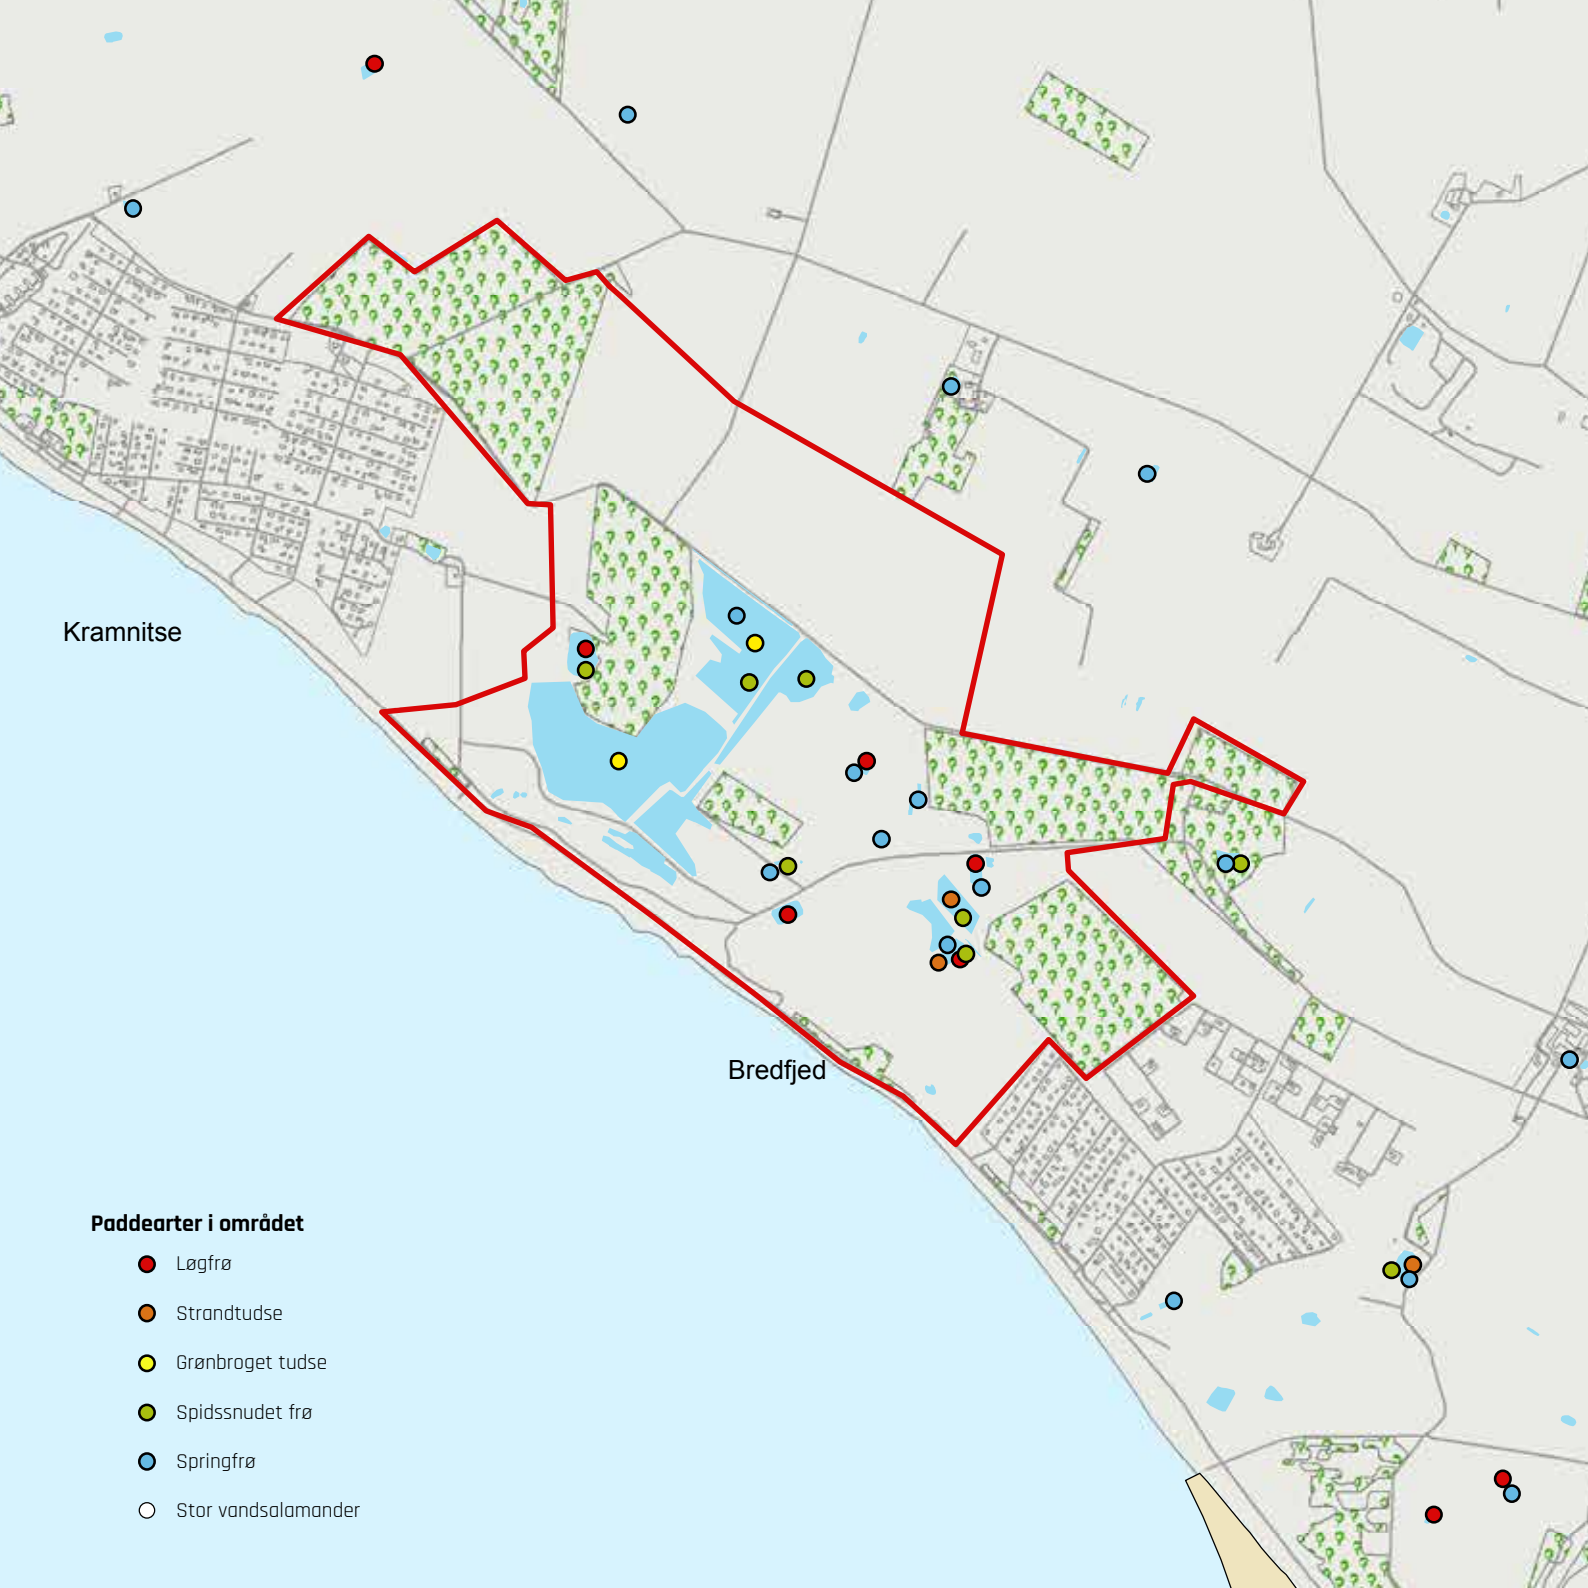 Kramnitse
Bredfjed
Paddearter i området
Løgfrø
Strandtudse
Grønbroget tudse
Spidssnudet frø
Springfrø
Stor vandsalamander